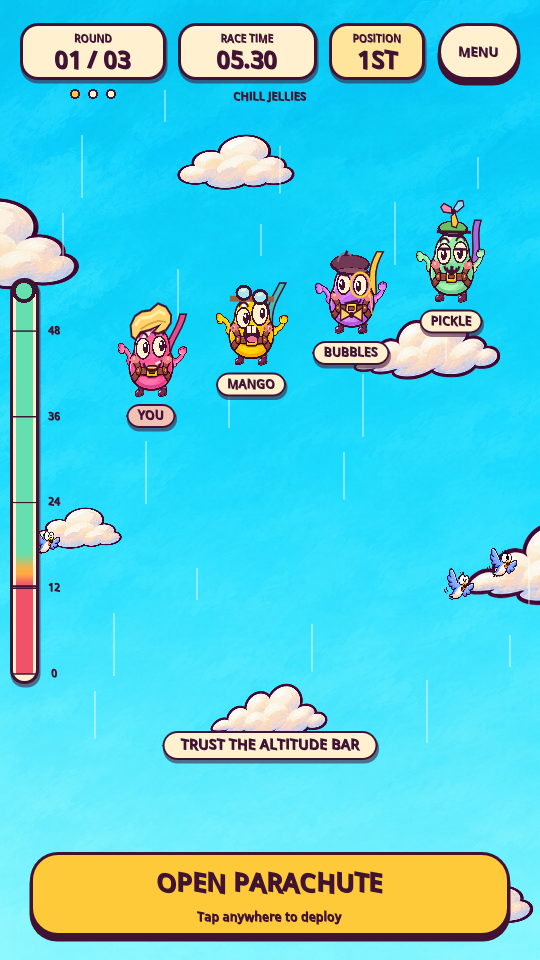 ROUND
01 / 03
RACE TIME
05.30
POSITION
1ST
MENU
CHILL JELLIES
PICKLE
BUBBLES
MANGO
YOU
48
36
24
12
0
TRUST THE ALTITUDE BAR
OPEN PARACHUTE
Tap anywhere to deploy